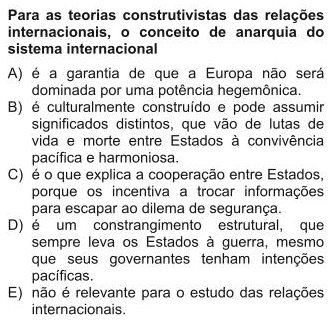 Para as teorias construtivistas das relações
internacionais, o conceito de anarquia do
sistema internacional
A) é a garantia de que a Europa não será
dominada por uma potência hegemônica.
B) é culturalmente construído e pode assumir
significados distintos, que vão de lutas de
vida e morte entre Estados à convivência
pacífica e harmoniosa.
C) é o que explica a cooperação entre Estados,
porque os incentiva a trocar informações
para escapar ao dilema de segurança.
D) é um constrangimento estrutural, que
sempre leva os Estados à guerra, mesmo
que seus governantes tenham intenções
pacíficas.
E) não é relevante para o estudo das relações
internacionais.